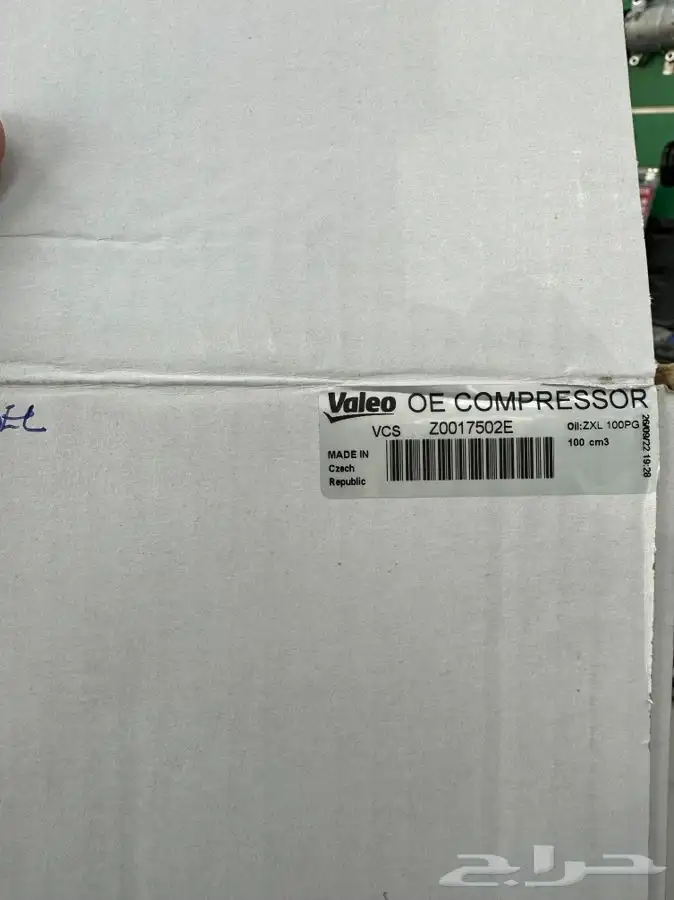 Valeo OE COMPRESSOR
VCS Z0017502E
Oil:ZXL 100PG
100 cm3
MADE IN
Czech
Republic
26/09/22 19:28
حراج